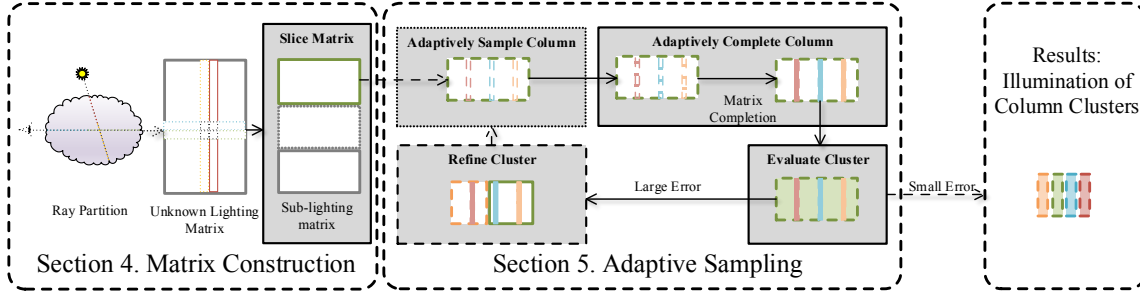 Slice Matrix
Ray Partition
Unknown Lighting
Matrix
Sub-lighting
matrix
Section 4. Matrix Construction
Adaptively Sample Column
Adaptively Complete Column
Matrix
Completion
Refine Cluster
Large Error
Evaluate Cluster
Small Error
Section 5. Adaptive Sampling
Results:
Illumination of
Column Clusters